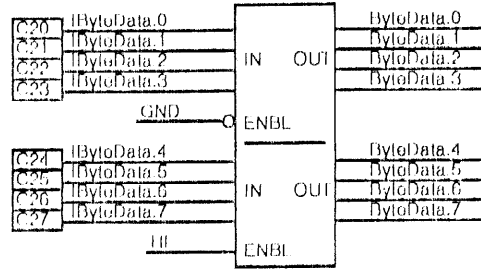 C20 IByteData.0 ByteData.0
C21 IByteData.1 ByteData.1
C22 IByteData.2 IN OUT ByteData.2
C23 IByteData.3 ByteData.3
GND ENBL
C24 IByteData.4 ByteData.4
C25 IByteData.5 ByteData.5
C26 IByteData.6 IN OUT ByteData.6
C27 IByteData.7 ByteData.7
HI ENBL